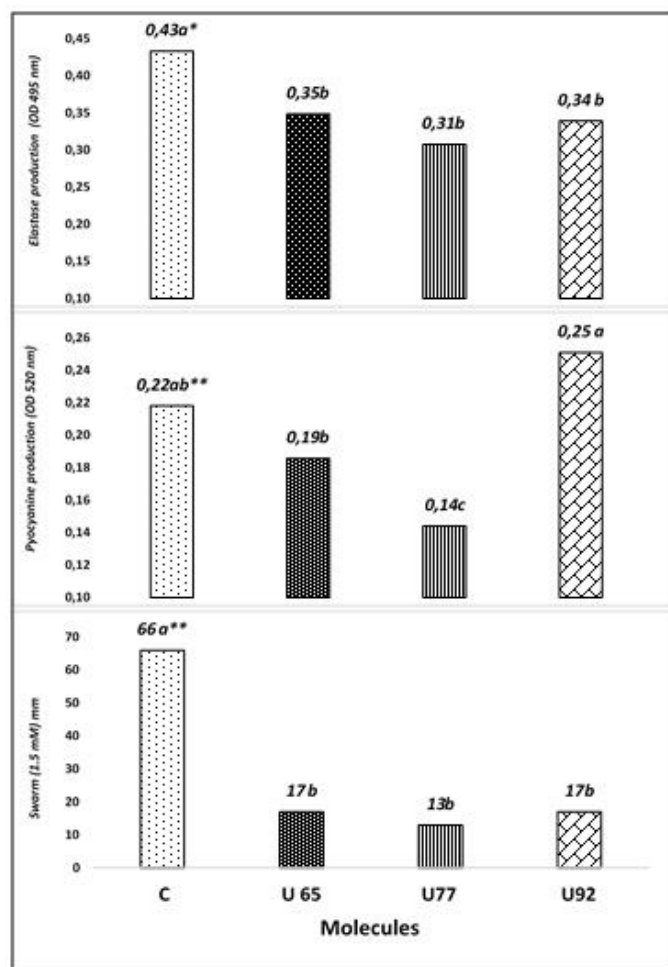 Elastase production (OD 495 nm)
0,45
0,40
0,35
0,30
0,25
0,20
0,15
0,10
0,43a*
0,35b
0,31b
0,34 b
Pyocyanine production (OD 520 nm)
0,26
0,24
0,22
0,20
0,18
0,16
0,14
0,12
0,10
0,22ab**
0,19b
0,14c
0,25 a
Swarm (1.5 mM) mm
70
60
50
40
30
20
10
0
66 a**
17 b
13b
17b
C
U 65
U77
U92
Molecules